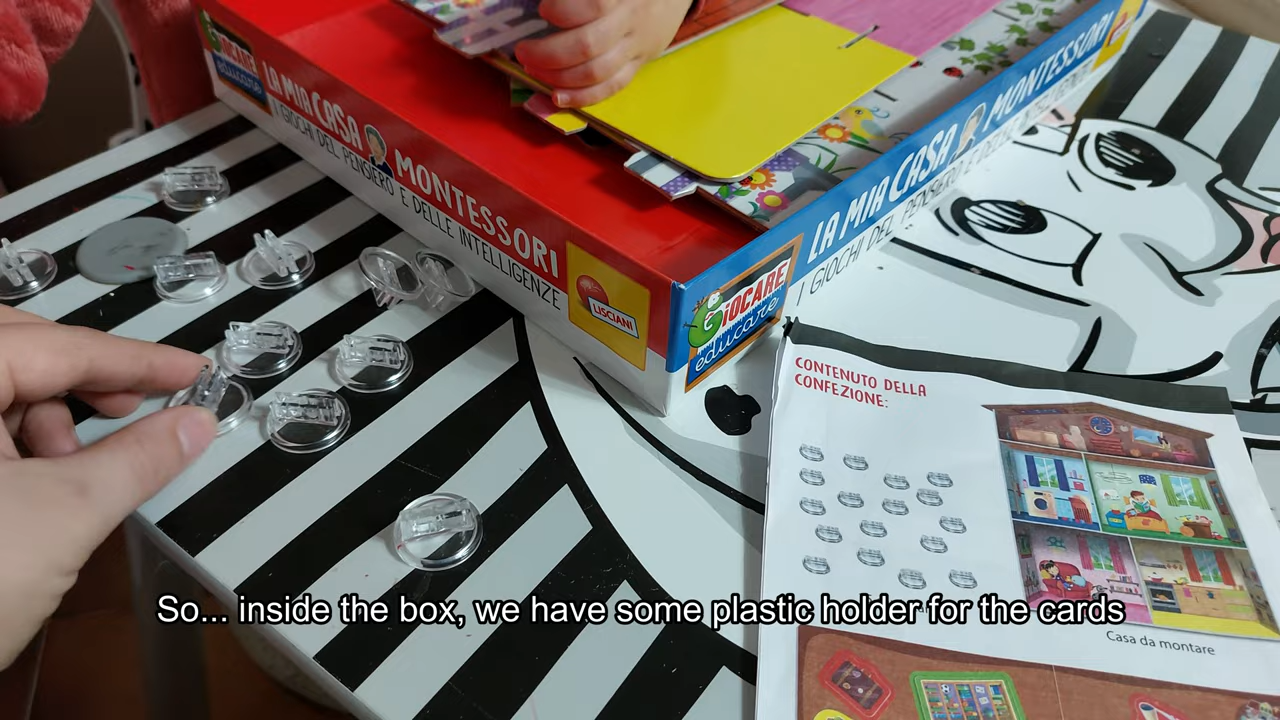 GIOCARE
educare
LA MIA CASA
MONTESSORI
I GIOCHI DEL PENSIERO E DELLE INTELLIGENZE
LISCIANI
GIOCARE
educare
LA MIA CASA
MONTESSORI
I GIOCHI DEL PENSIERO E DELLE
CONTENUTO DELLA
CONFEZIONE:
Casa da montare
So... inside the box, we have some plastic holder for the cards